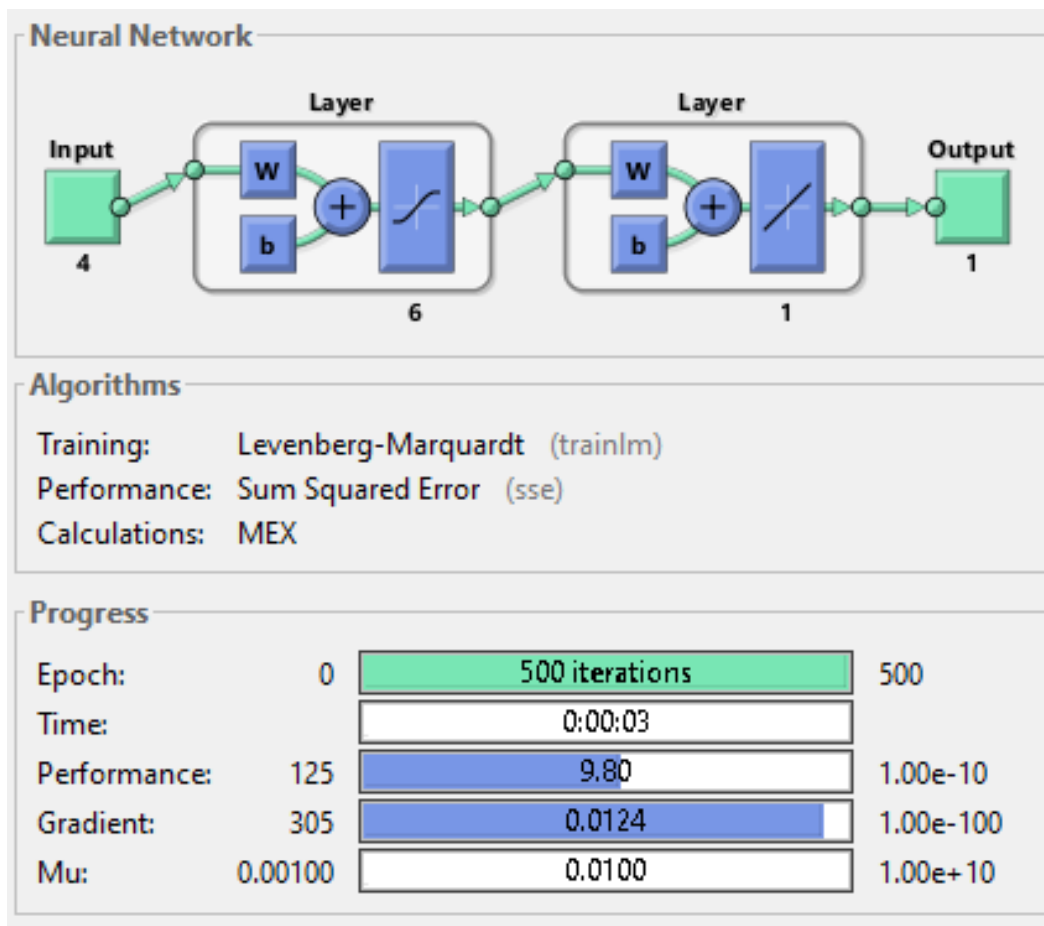 Neural Network
Layer Layer
Input Output
W W
+ +
b b
4 1
6 1
Algorithms
Training: Levenberg-Marquardt (trainlm)
Performance: Sum Squared Error (sse)
Calculations: MEX
Progress
Epoch: 0 500 iterations 500
Time: 0:00:03
Performance: 125 9.80 1.00e-10
Gradient: 305 0.0124 1.00e-100
Mu: 0.00100 0.0100 1.00e+10